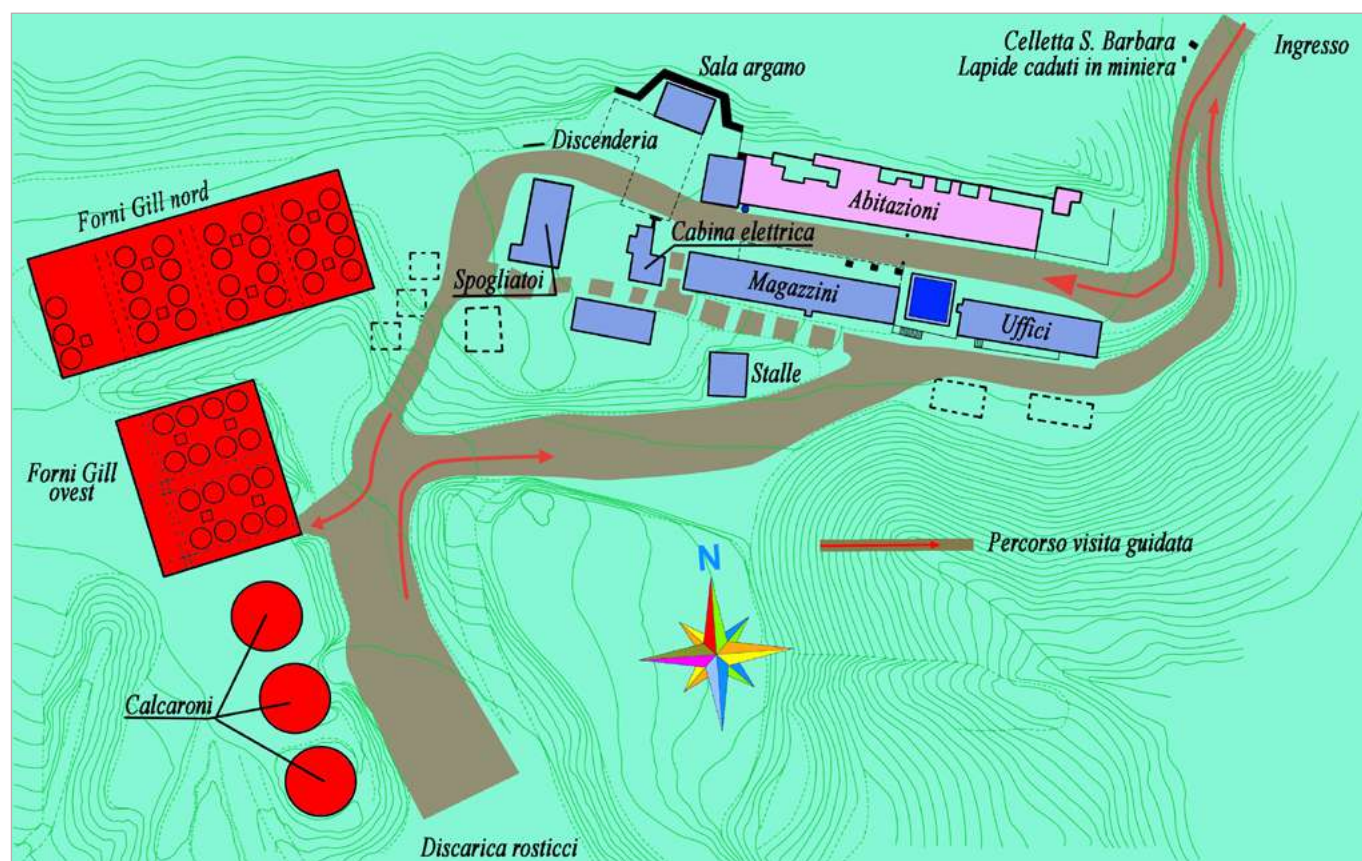 Celletta S. Barbara
Lapide caduti in miniera
Ingresso
Sala argano
Discenderia
Forni Gill nord
Abitazioni
Cabina elettrica
Spogliatoi
Magazzini
Uffici
Stalle
Forni Gill
ovest
Percorso visita guidata
N
Calcaroni
Discarica rosticci